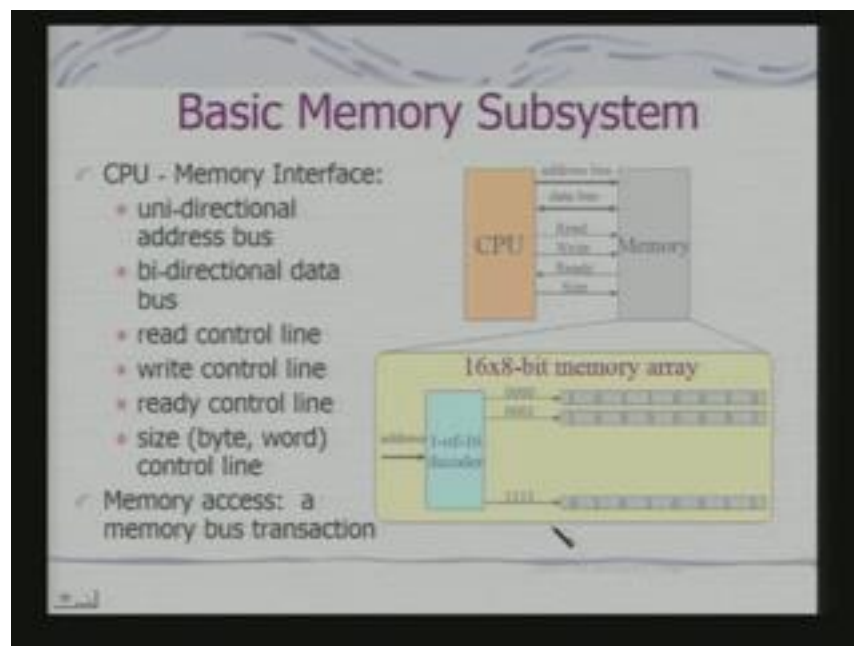 Basic Memory Subsystem
CPU - Memory Interface:
uni-directional
address bus
bi-directional data
bus
read control line
write control line
ready control line
size (byte, word)
control line
Memory access: a
memory bus transaction
address bus
data bus
CPU
Read
Write
Ready
Size
Memory
16x8-bit memory array
address
1-of-16
decoder
0000
0001
1111